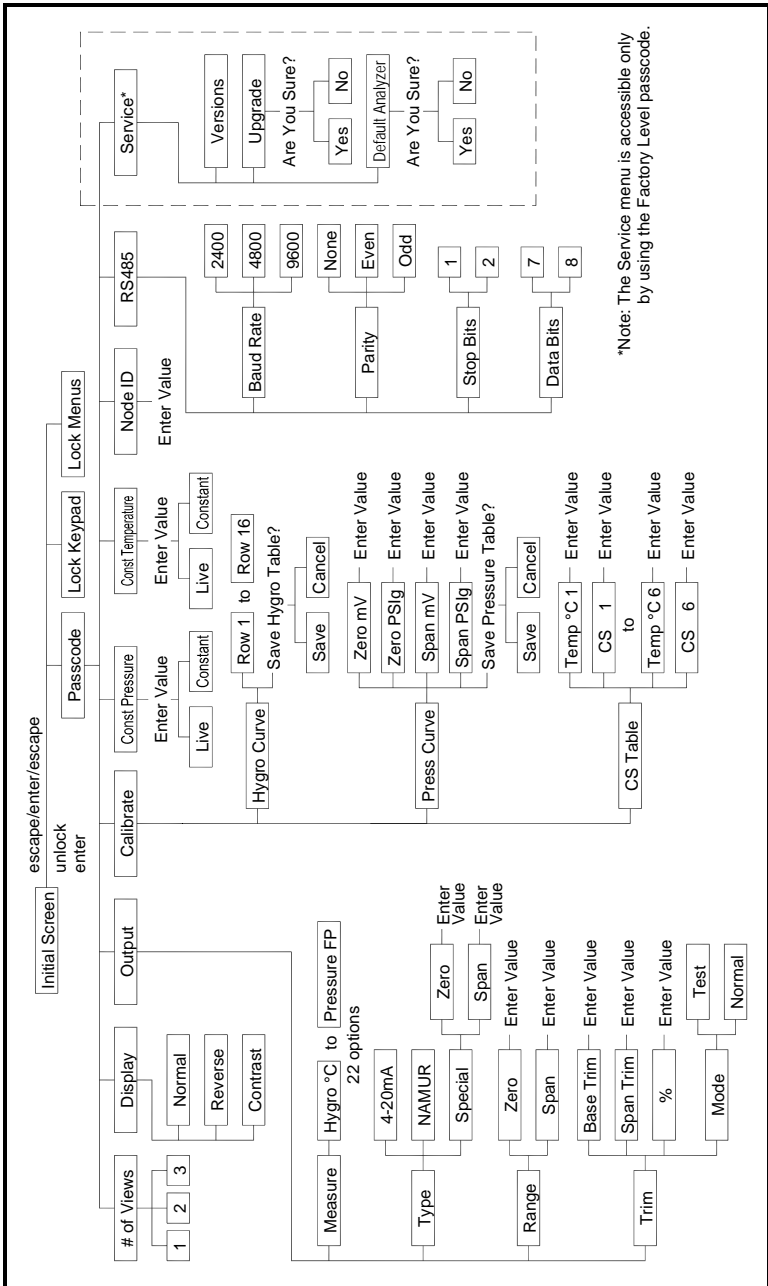 Initial Screen
escape/enter/escape
unlock
enter
Passcode
Lock Keypad
Lock Menus
# of Views
1
2
3
Display
Normal
Reverse
Contrast
Output
Measure
Hygro °C to Pressure FP
22 options
Type
4-20mA
NAMUR
Special
Zero
Enter
Value
Span
Enter
Value
Range
Zero
Enter Value
Span
Enter Value
Trim
Base Trim
Enter Value
Span Trim
Enter Value
%
Enter Value
Mode
Test
Normal
Calibrate
Hygro Curve
Row 1 to Row 16
Save Hygro Table?
Save
Cancel
Press Curve
Zero mV
Enter Value
Zero PSIg
Enter Value
Span mV
Enter Value
Span PSIg
Enter Value
Save Pressure Table?
Save
Cancel
CS Table
Temp °C 1
Enter Value
CS 1
Enter Value
to
Temp °C 6
Enter Value
CS 6
Enter Value
Const Pressure
Enter Value
Live
Constant
Const Temperature
Enter Value
Live
Constant
Node ID
Enter Value
RS485
Baud Rate
2400
4800
9600
Parity
None
Even
Odd
Stop Bits
1
2
Data Bits
7
8
Service*
Versions
Upgrade
Are You Sure?
Yes
No
Default Analyzer
Are You Sure?
Yes
No
*Note: The Service menu is accessible only
by using the Factory Level passcode.